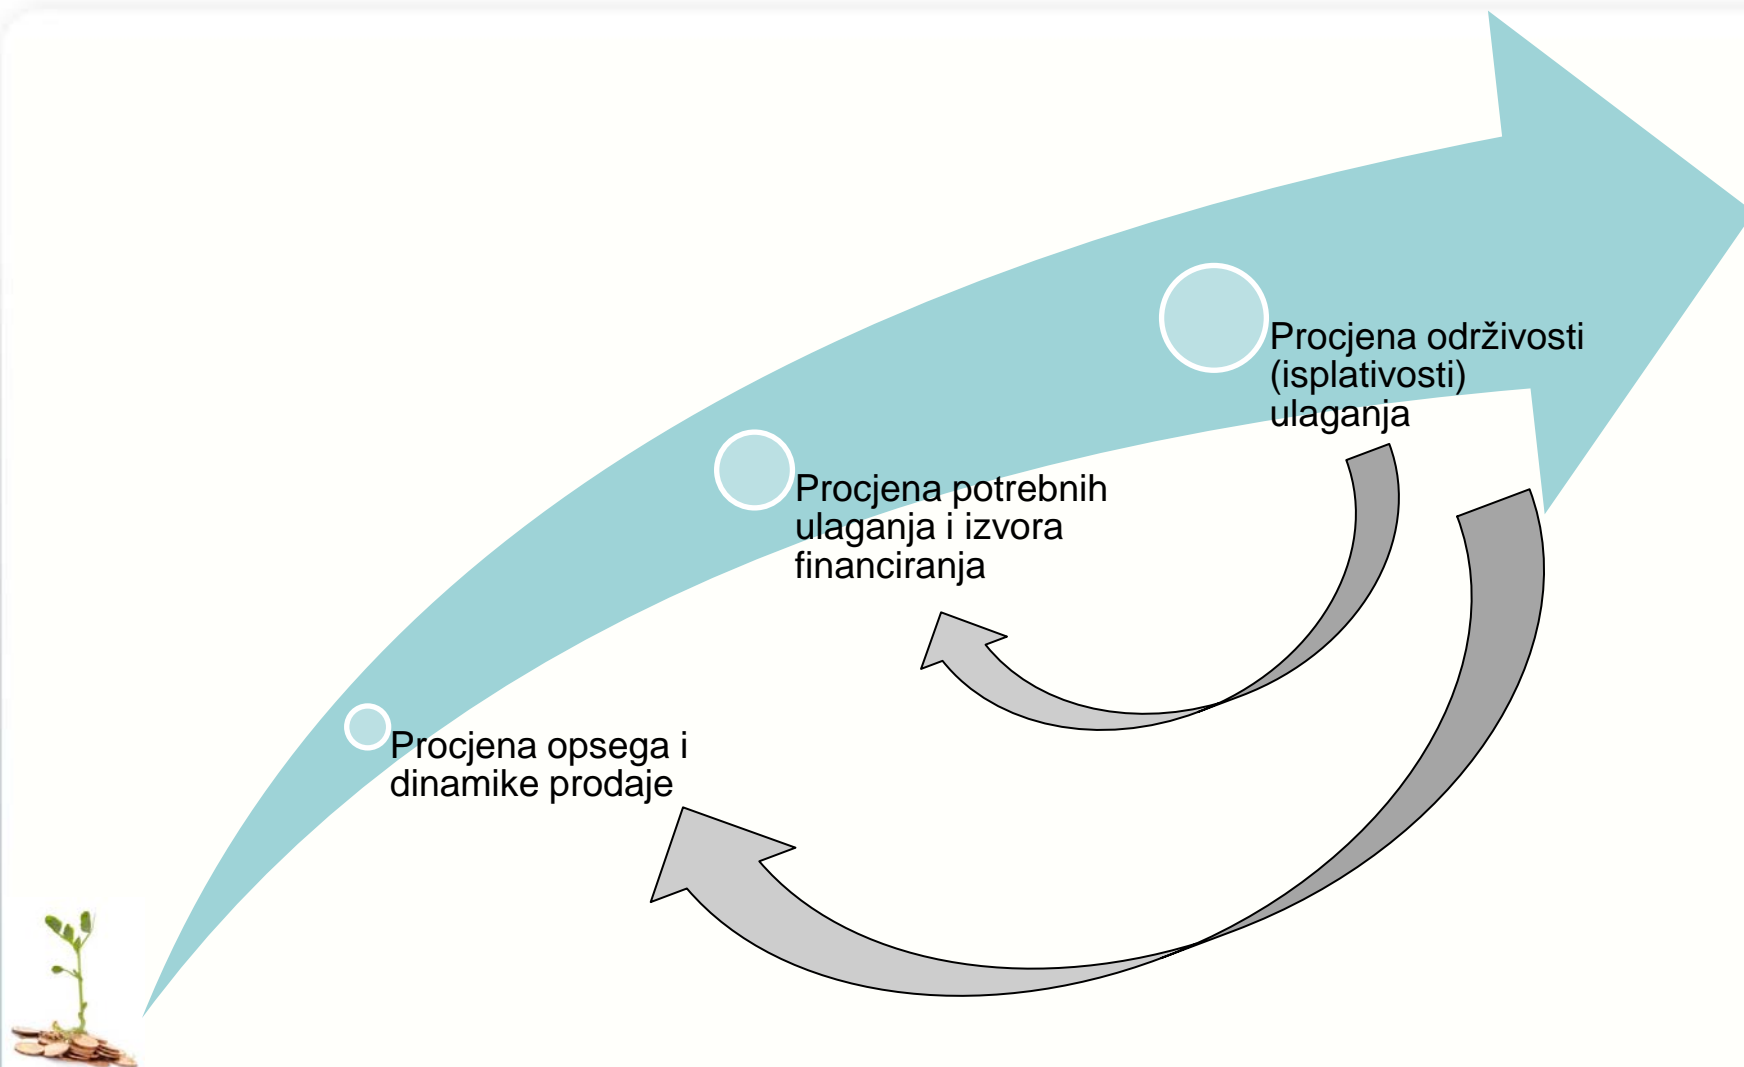 Procjena održivosti
(isplativosti)
ulaganja
Procjena potrebnih
ulaganja i izvora
financiranja
Procjena opsega i
dinamike prodaje